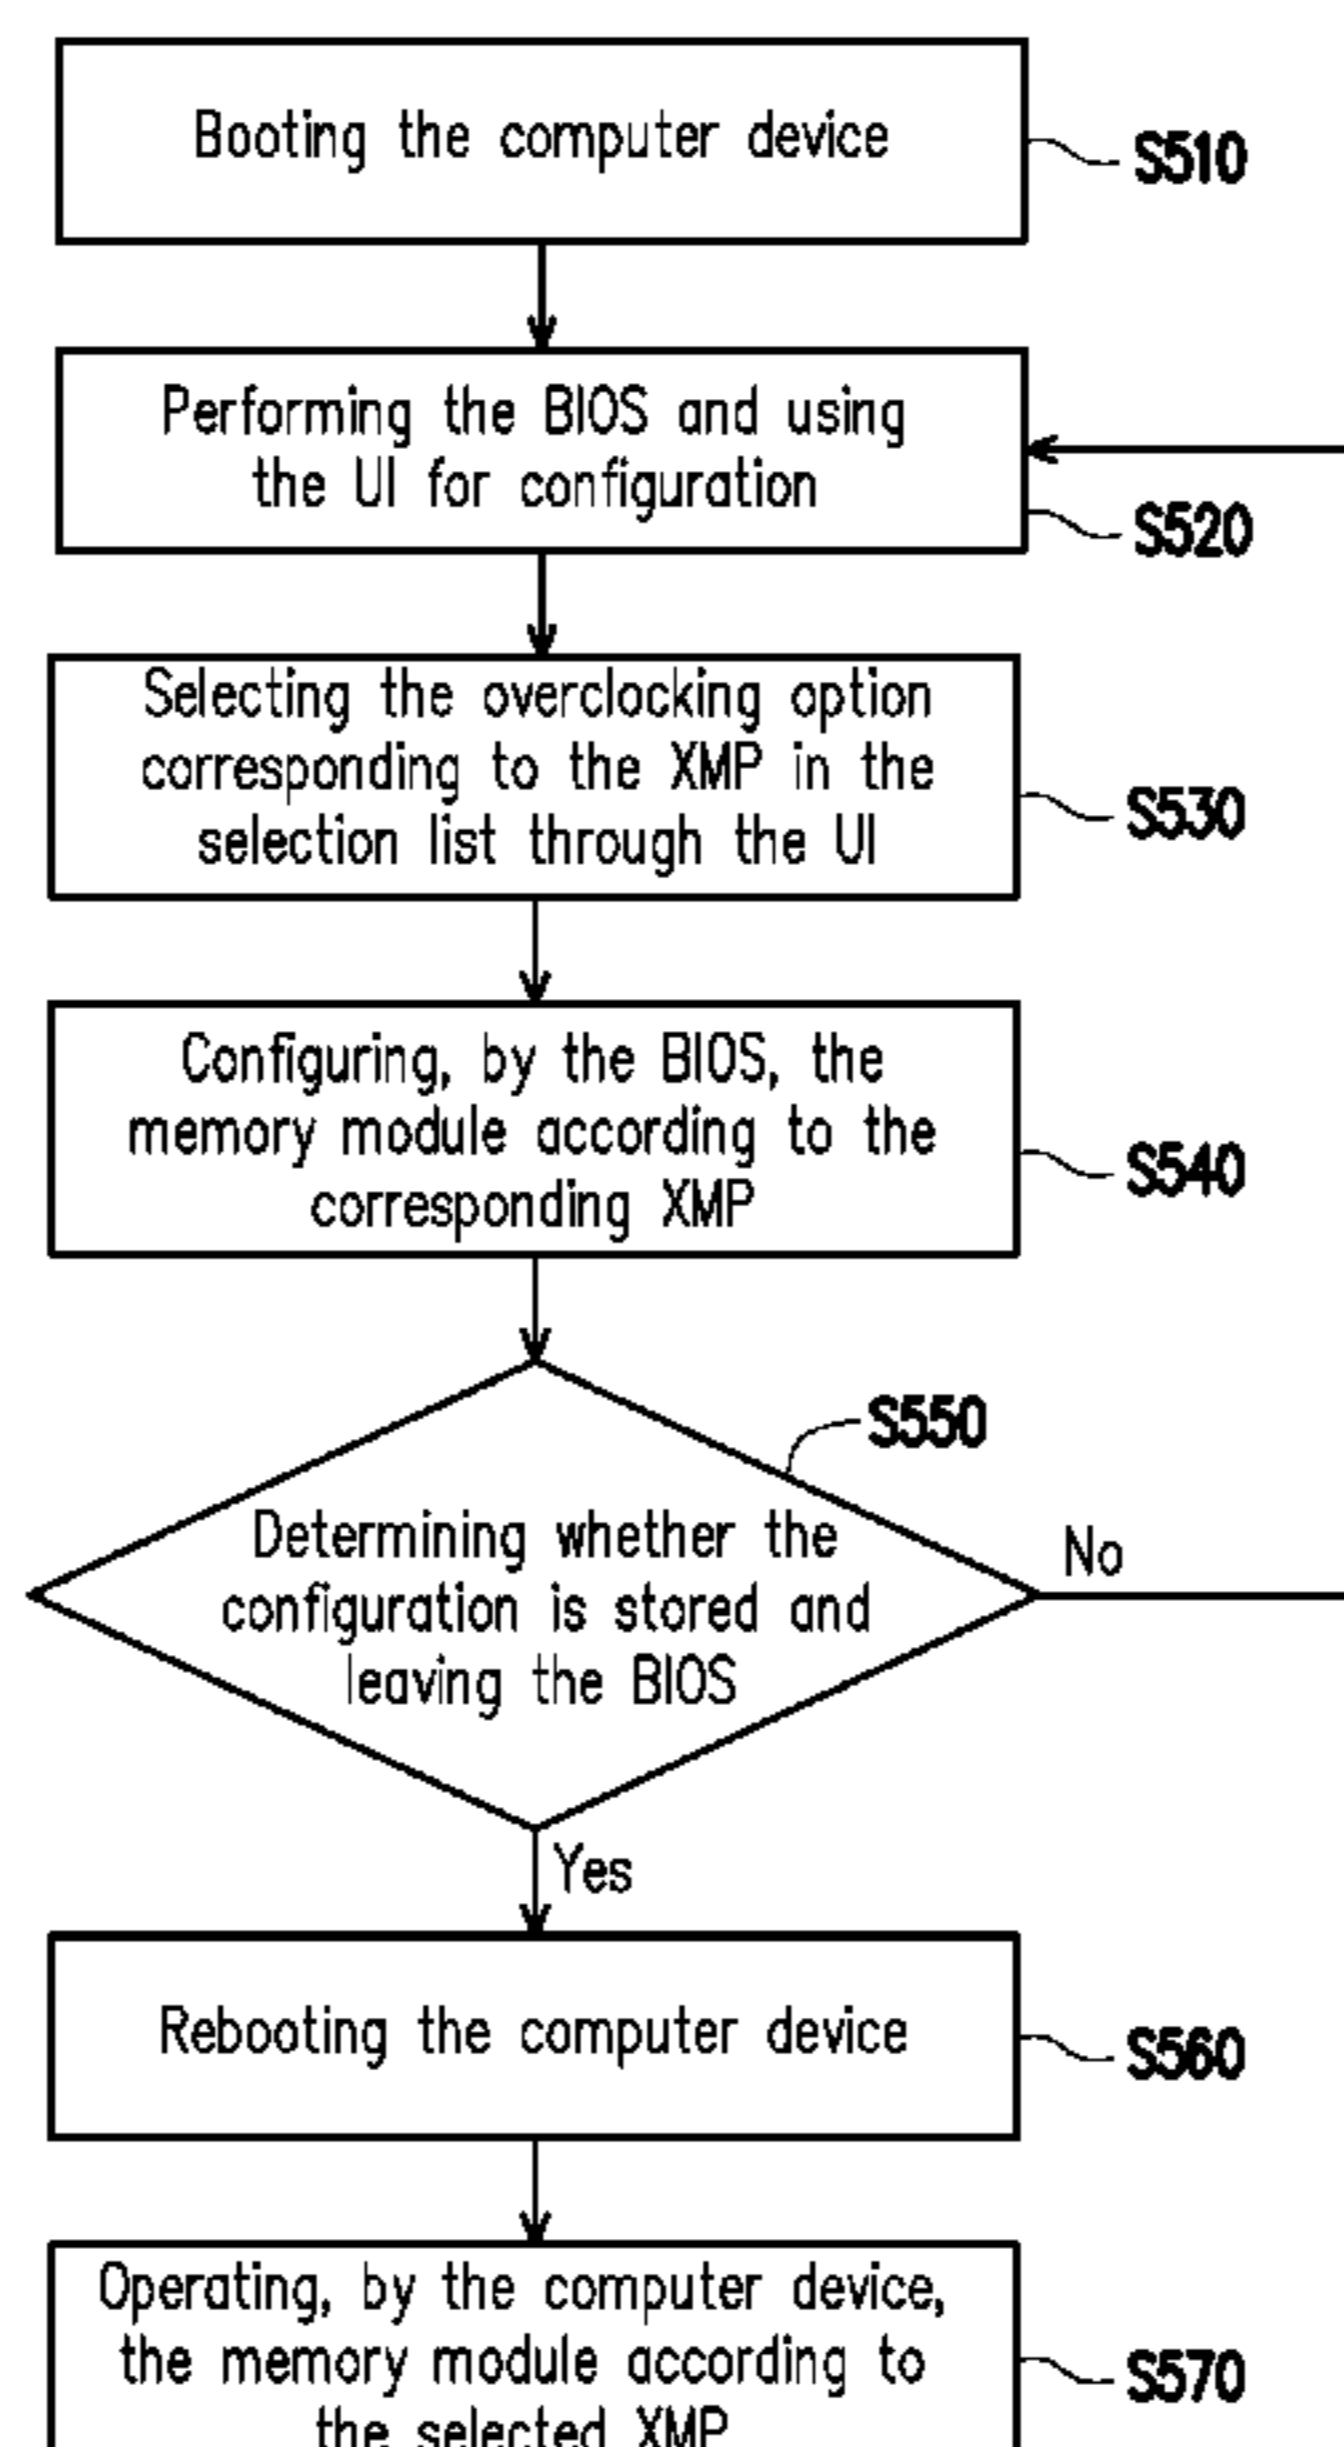 Booting the computer device
S510
Performing the BIOS and using
the UI for configuration
S520
Selecting the overclocking option
corresponding to the XMP in the
selection list through the UI
S530
Configuring, by the BIOS, the
memory module according to the
corresponding XMP
S540
S550
Determining whether the
configuration is stored and
leaving the BIOS
No
Yes
Rebooting the computer device
S560
Operating, by the computer device,
the memory module according to
the selected XMP
S570